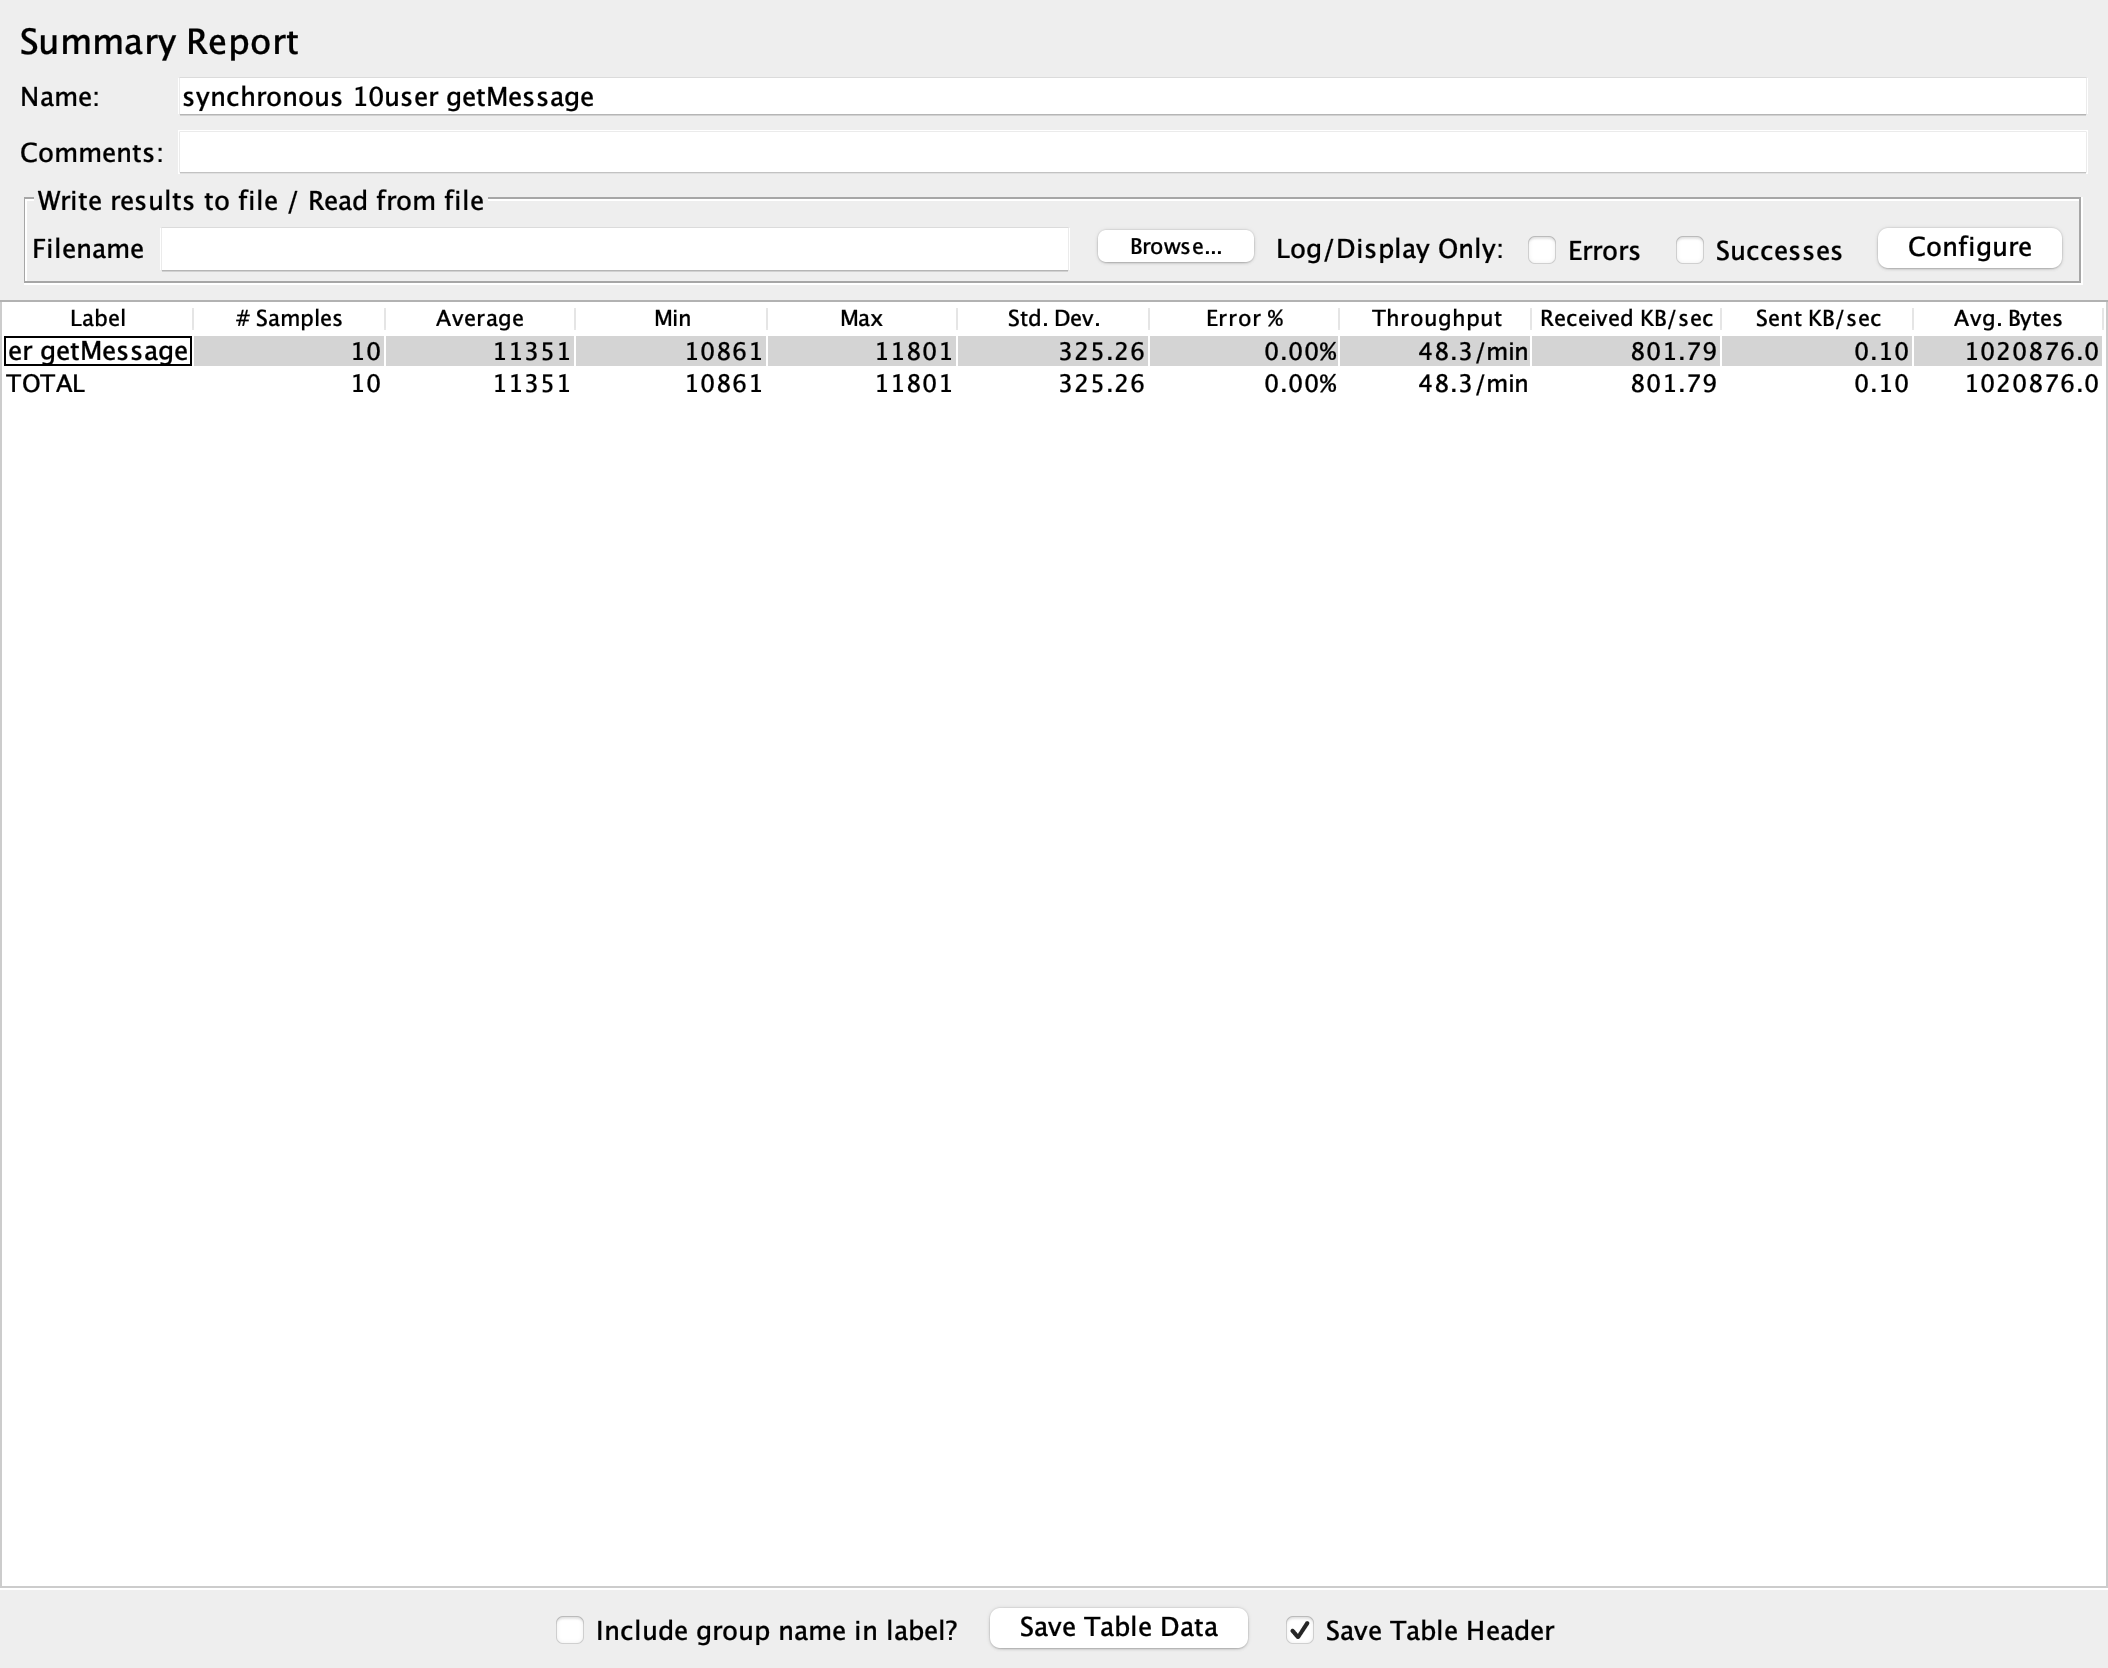 Summary Report
Name: synchronous 10user getMessage
Comments:
Write results to file / Read from file
Filename Browse... Log/Display Only: Errors Successes Configure
Label # Samples Average Min Max Std. Dev. Error % Throughput Received KB/sec Sent KB/sec Avg. Bytes
er getMessage 10 11351 10861 11801 325.26 0.00% 48.3/min 801.79 0.10 1020876.0
TOTAL 10 11351 10861 11801 325.26 0.00% 48.3/min 801.79 0.10 1020876.0
Include group name in label? Save Table Data Save Table Header